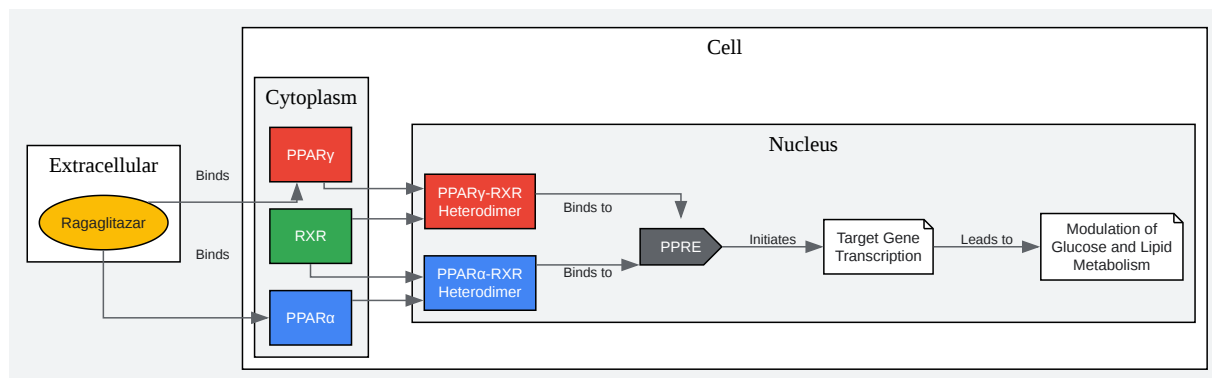 Cell
Cytoplasm
Nucleus
Extracellular
PPARγ
Binds
Ragaglitazar
RXR
Binds
PPARα
PPARγ-RXR
Heterodimer
Binds to
PPARα-RXR
Heterodimer
Binds to
PPRE
Initiates
Target Gene
Transcription
Leads to
Modulation of
Glucose and Lipid
Metabolism